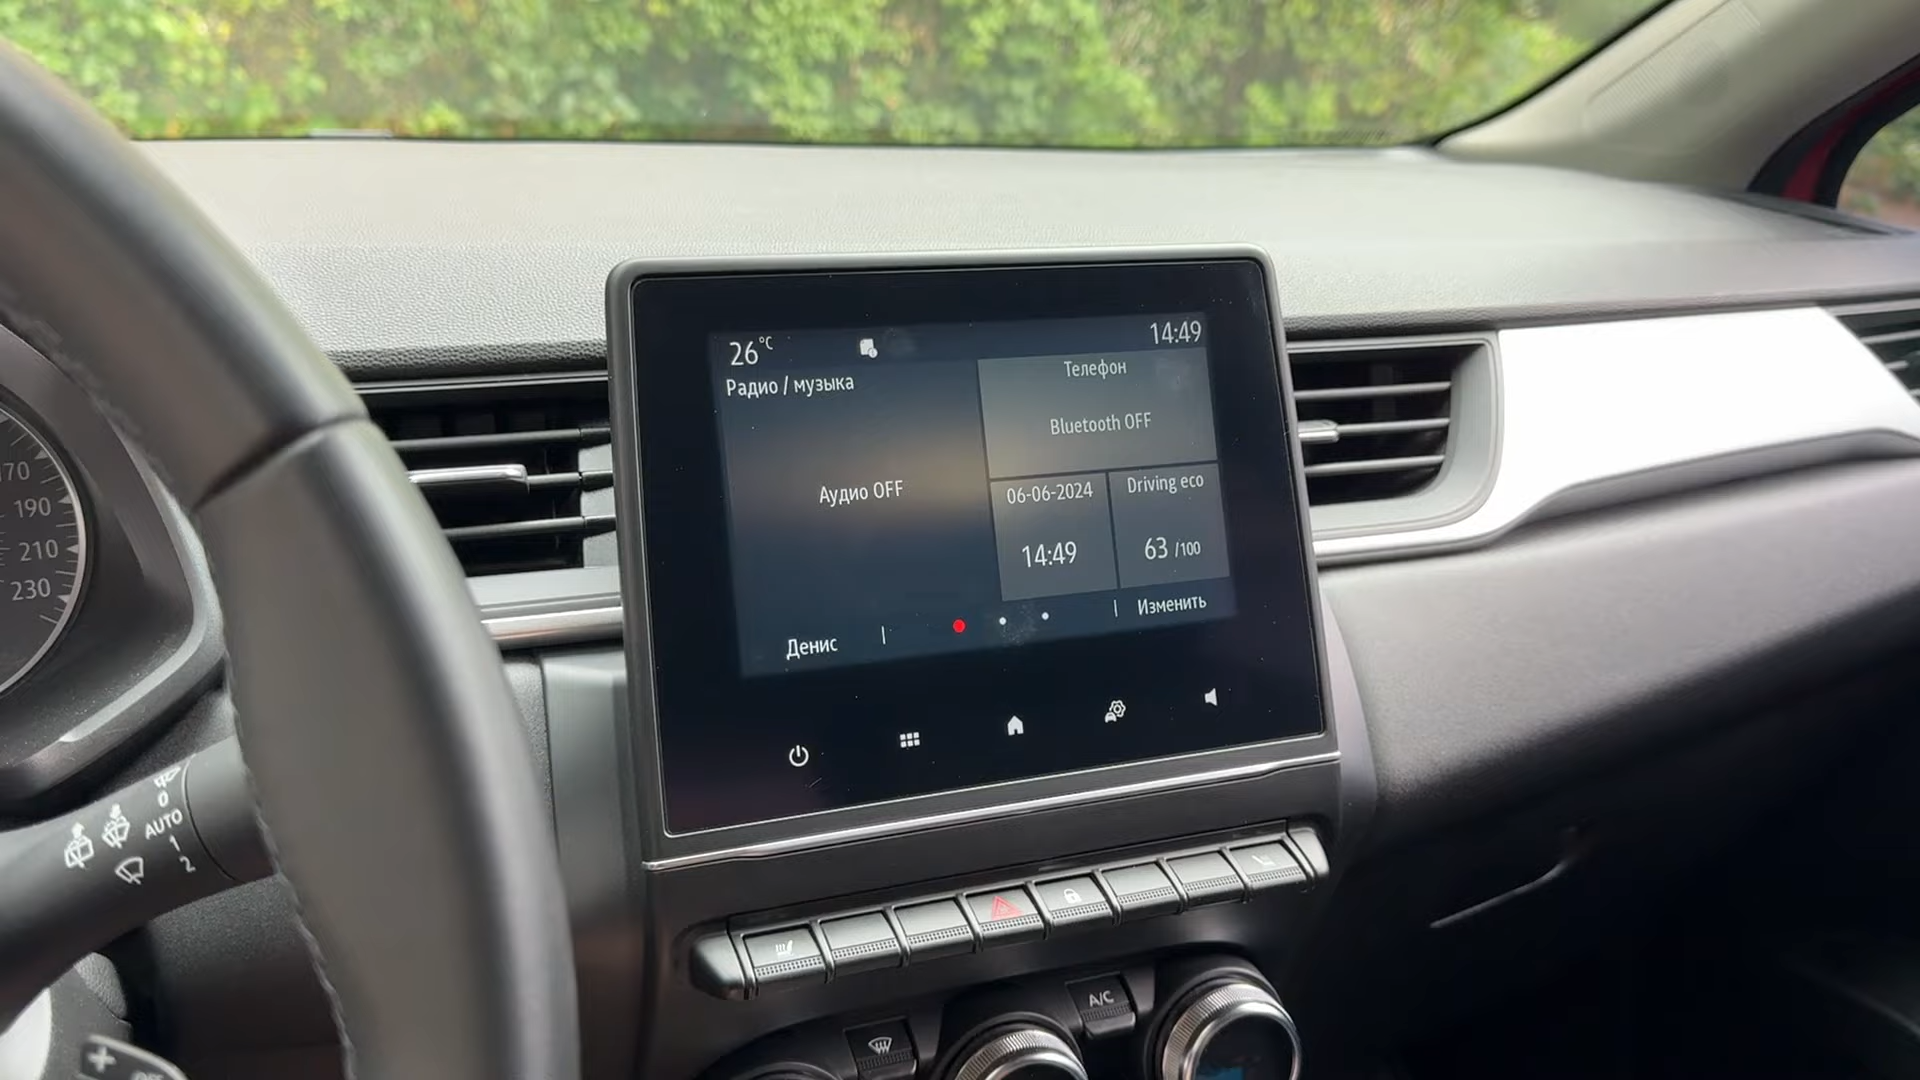 26°C
14:49
Радио / музыка
Телефон
Bluetooth OFF
Аудио OFF
06-06-2024
Driving eco
14:49
63 /100
Денис
Изменить
170
190
210
230
0
AUTO
1
2
A/C